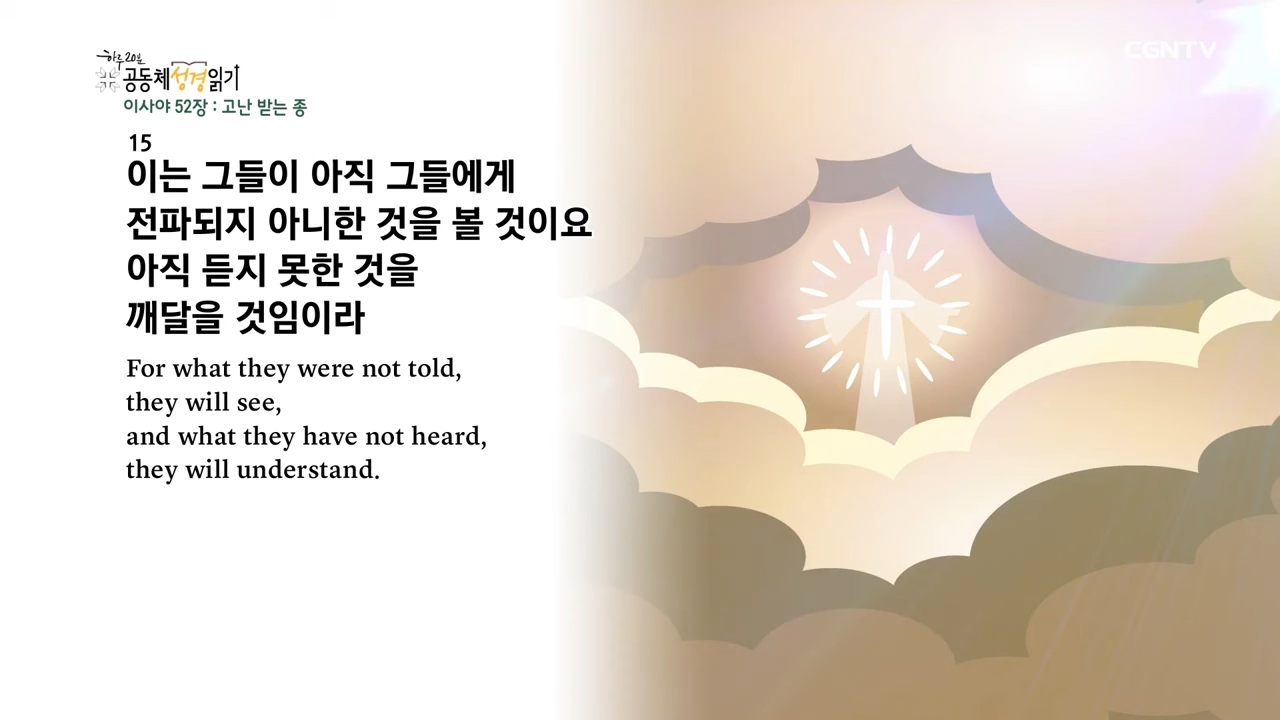 하루 20분
공동체성경읽기
CGNTV
이사야 52장 : 고난 받는 종
15
이는 그들이 아직 그들에게
전파되지 아니한 것을 볼 것이요
아직 듣지 못한 것을
깨달을 것임이라
For what they were not told,
they will see,
and what they have not heard,
they will understand.